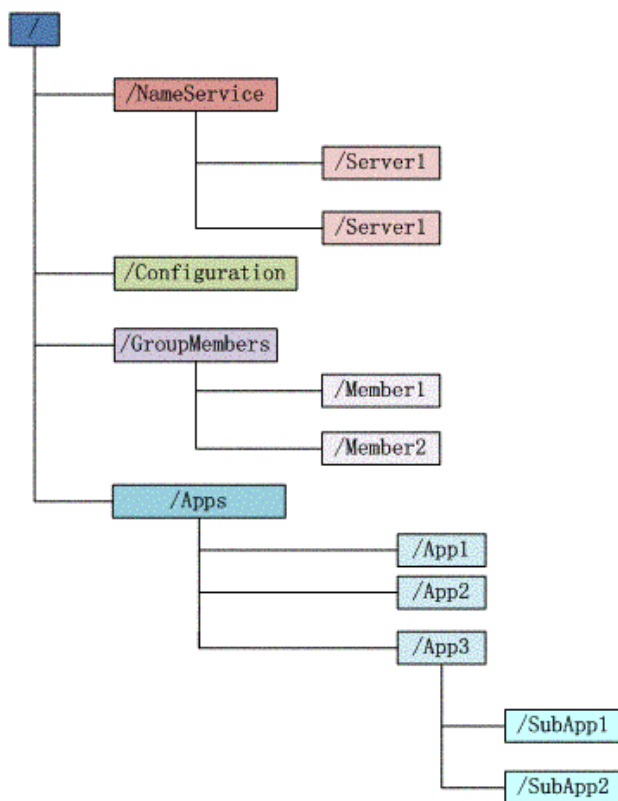 /
/NameService
/Server1
/Server1
/Configuration
/GroupMembers
/Member1
/Member2
/Apps
/App1
/App2
/App3
/SubApp1
/SubApp2